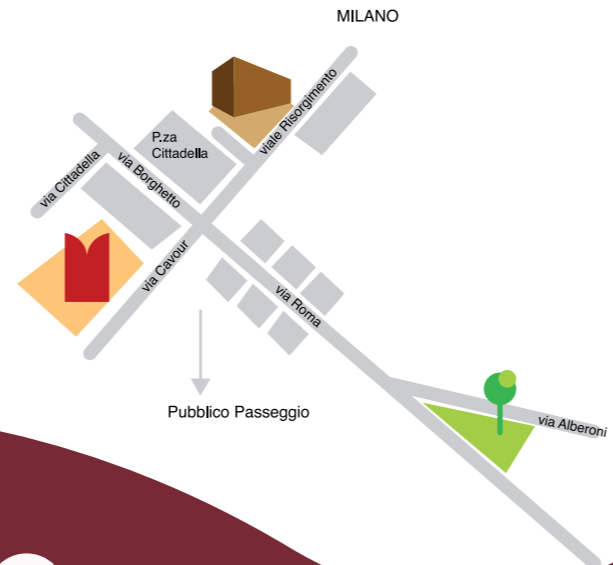 MILANO
viale Risorgimento
P.za
Cittadella
via Borghetto
via Cittadella
via Cavour
via Roma
Pubblico Passeggio
via Alberoni